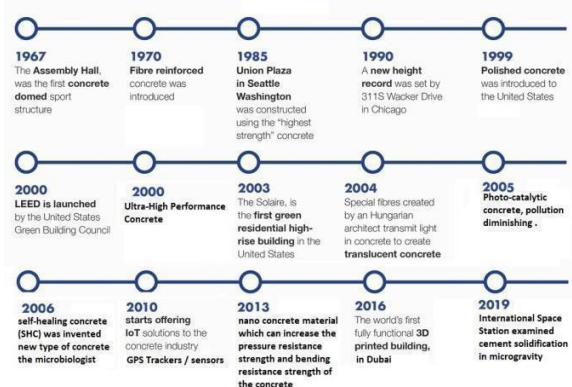 1967
The Assembly Hall,
was the first concrete
domed sport
structure
1970
Fibre reinforced
concrete was
introduced
1985
Union Plaza
in Seattle
Washington
was constructed
using the "highest
strength" concrete
1990
A new height
record was set by
311S Wacker Drive
in Chicago
1999
Polished concrete
was introduced to
the United States
2000
LEED is launched
by the United States
Green Building Council
2000
Ultra-High Performance
Concrete
2003
The Solaire, is
the first green
residential high-
rise building in the
United States
2004
Special fibres created
by an Hungarian
architect transmit light
in concrete to create
translucent concrete
2005
Photo-catalytic
concrete, pollution
diminishing .
2006
self-healing concrete
(SHC) was invented
new type of concrete
the microbiologist
2010
starts offering
IoT solutions to the
concrete industry
GPS Trackers / sensors
2013
nano concrete material
which can increase the
pressure resistance
strength and bending
resistance strength of
the concrete
2016
The world's first
fully functional 3D
printed building,
in Dubai
2019
International Space
Station examined
cement solidification
in microgravity